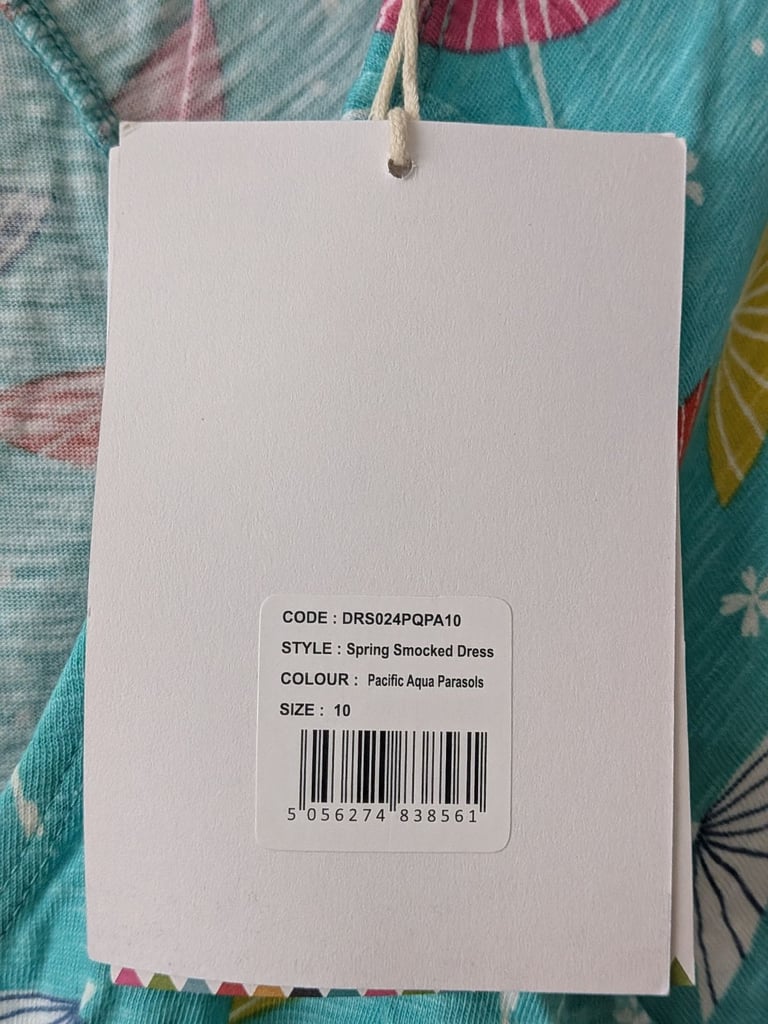 CODE : DRS024PQPA10
STYLE : Spring Smocked Dress
COLOUR : Pacific Aqua Parasols
SIZE : 10
5 056274 838561